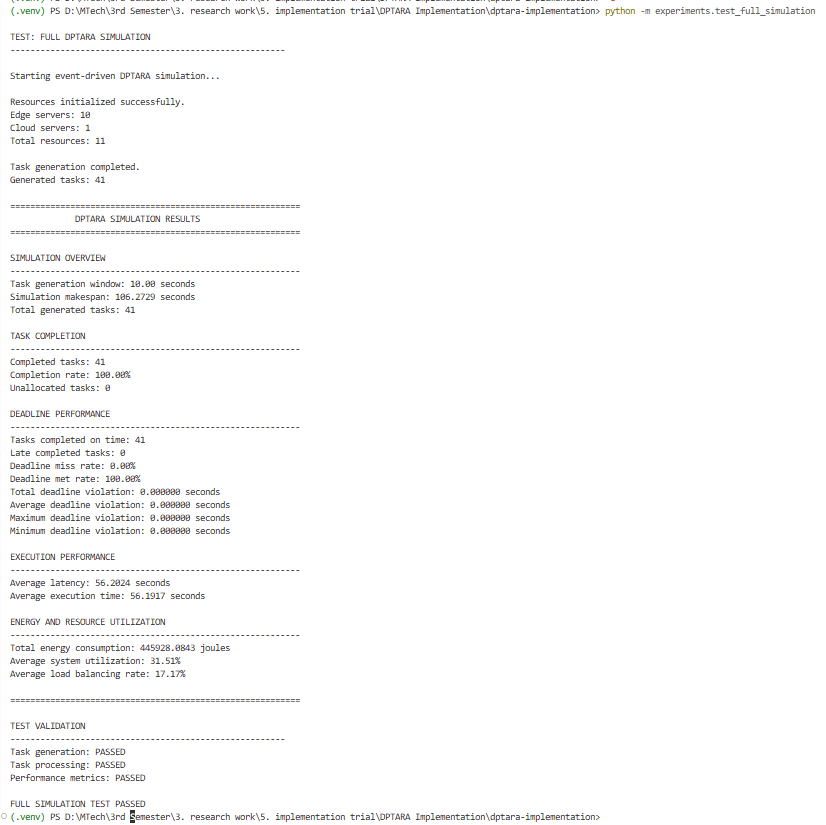 (.venv) PS D:\MTech\3rd Semester\3. research work\5. implementation trial\DPTARA Implementation\dptara-implementation> python -m experiments.test_full_simulation
TEST: FULL DPTARA SIMULATION
-------------------------------------------------------
Starting event-driven DPTARA simulation...
Resources initialized successfully.
Edge servers: 10
Cloud servers: 1
Total resources: 11
Task generation completed.
Generated tasks: 41
==========================================================
DPTARA SIMULATION RESULTS
==========================================================
SIMULATION OVERVIEW
----------------------------------------------------------
Task generation window: 10.00 seconds
Simulation makespan: 106.2729 seconds
Total generated tasks: 41
TASK COMPLETION
----------------------------------------------------------
Completed tasks: 41
Completion rate: 100.00%
Unallocated tasks: 0
DEADLINE PERFORMANCE
----------------------------------------------------------
Tasks completed on time: 41
Late completed tasks: 0
Deadline miss rate: 0.00%
Deadline met rate: 100.00%
Total deadline violation: 0.000000 seconds
Average deadline violation: 0.000000 seconds
Maximum deadline violation: 0.000000 seconds
Minimum deadline violation: 0.000000 seconds
EXECUTION PERFORMANCE
----------------------------------------------------------
Average latency: 56.2024 seconds
Average execution time: 56.1917 seconds
ENERGY AND RESOURCE UTILIZATION
----------------------------------------------------------
Total energy consumption: 445928.0843 joules
Average system utilization: 31.51%
Average load balancing rate: 17.17%
==========================================================
TEST VALIDATION
-------------------------------------------------------
Task generation: PASSED
Task processing: PASSED
Performance metrics: PASSED
FULL SIMULATION TEST PASSED
(.venv) PS D:\MTech\3rd Semester\3. research work\5. implementation trial\DPTARA Implementation\dptara-implementation>